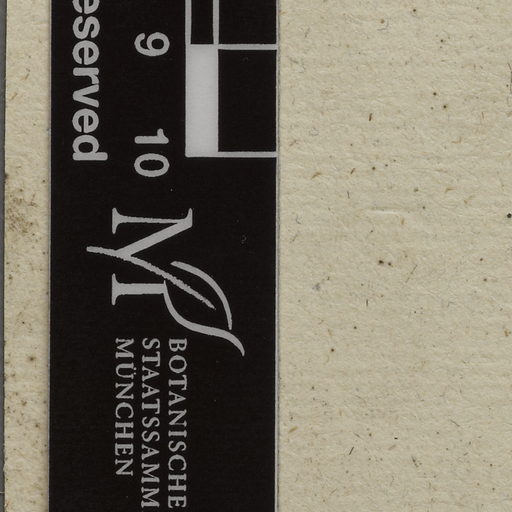 eserved
9
10
M
BOTANISCHE
STAATSSAMM
MÜNCHEN